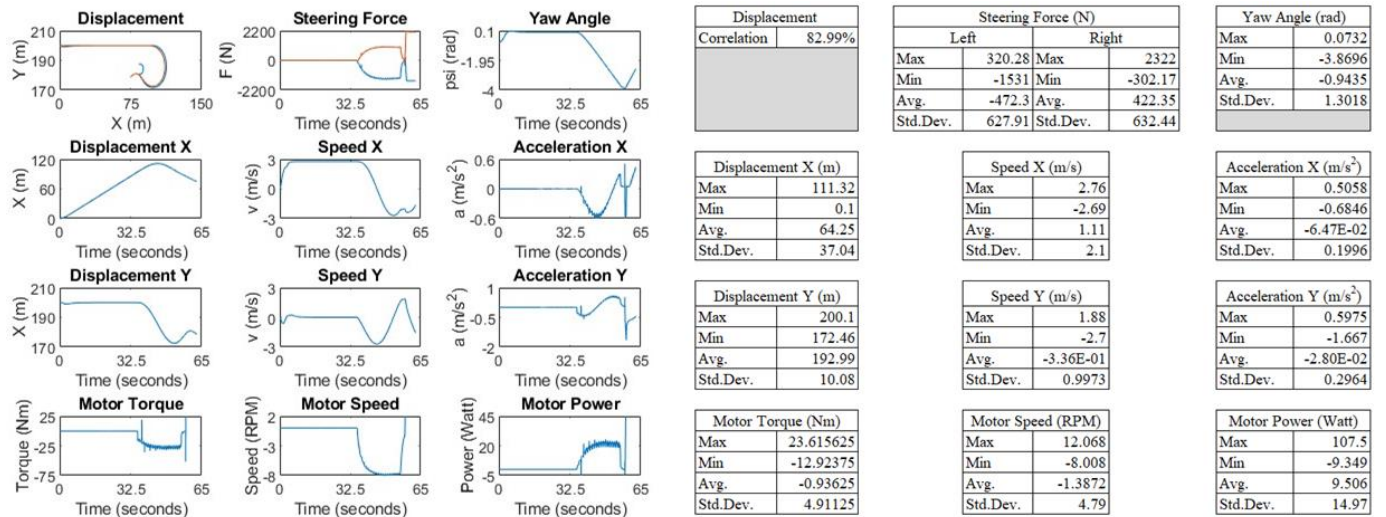 Displacement
Y (m)
210
190
170
0
75
150
X (m)
Steering Force
F (N)
2200
0
-2200
0
32.5
65
Time (seconds)
Yaw Angle
psi (rad)
0.1
-1.95
-4
0
32.5
65
Time (seconds)
Displacement X
X (m)
120
60
0
0
32.5
65
Time (seconds)
Speed X
v (m/s)
3
0
-3
0
32.5
65
Time (seconds)
Acceleration X
a (m/s²)
0.6
0
-0.6
0
32.5
65
Time (seconds)
Displacement Y
X (m)
210
190
170
0
32.5
65
Time (seconds)
Speed Y
v (m/s)
3
0
-3
0
32.5
65
Time (seconds)
Acceleration Y
a (m/s²)
1
-0.5
-2
0
32.5
65
Time (seconds)
Motor Torque
Torque (Nm)
25
-25
-75
0
32.5
65
Time (seconds)
Motor Speed
Speed (RPM)
2
-3
-8
0
32.5
65
Time (seconds)
Motor Power
Power (Watt)
45
20
-5
0
32.5
65
Time (seconds)
Displacement
Correlation 82.99%
Steering Force (N)
Left Right
Max 320.28 Max 2322
Min -1531 Min -302.17
Avg. -472.3 Avg. 422.35
Std.Dev. 627.91 Std.Dev. 632.44
Yaw Angle (rad)
Max 0.0732
Min -3.8696
Avg. -0.9435
Std.Dev. 1.3018
Displacement X (m)
Max 111.32
Min 0.1
Avg. 64.25
Std.Dev. 37.04
Speed X (m/s)
Max 2.76
Min -2.69
Avg. 1.11
Std.Dev. 2.1
Acceleration X (m/s²)
Max 0.5058
Min -0.6846
Avg. -6.47E-02
Std.Dev. 0.1996
Displacement Y (m)
Max 200.1
Min 172.46
Avg. 192.99
Std.Dev. 10.08
Speed Y (m/s)
Max 1.88
Min -2.7
Avg. -3.36E-01
Std.Dev. 0.9973
Acceleration Y (m/s²)
Max 0.5975
Min -1.667
Avg. -2.80E-02
Std.Dev. 0.2964
Motor Torque (Nm)
Max 23.615625
Min -12.92375
Avg. -0.93625
Std.Dev. 4.91125
Motor Speed (RPM)
Max 12.068
Min -8.008
Avg. -1.3872
Std.Dev. 4.79
Motor Power (Watt)
Max 107.5
Min -9.349
Avg. 9.506
Std.Dev. 14.97